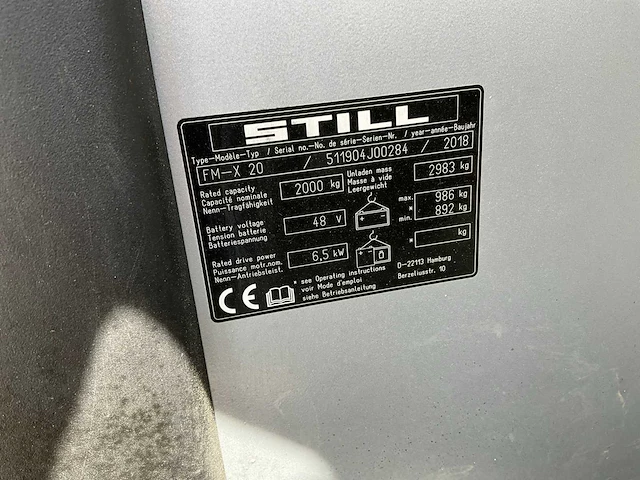 STILL
Type-Modèle-Typ / Serial no.-No. de série-Serien-Nr. / year-année-Baujahr
FM-X 20 / 511904J00284 / 2018
Rated capacity
Capacité nominale
Nenn-Tragfähigkeit
2000 kg
Unladen mass
Masse à vide
Leergewicht
2983 kg
Battery voltage
Tension batterie
Batteriespannung
48 V
max. 986 kg
* min. 892 kg
Rated drive power
Puissance motr.nom.
Nenn-Antriebsleist.
6,5 kW
* kg
CE
* see Operating instructions
voir Mode d'emploi
siehe Betriebsanleitung
D-22113 Hamburg
Berzeliusstr. 10